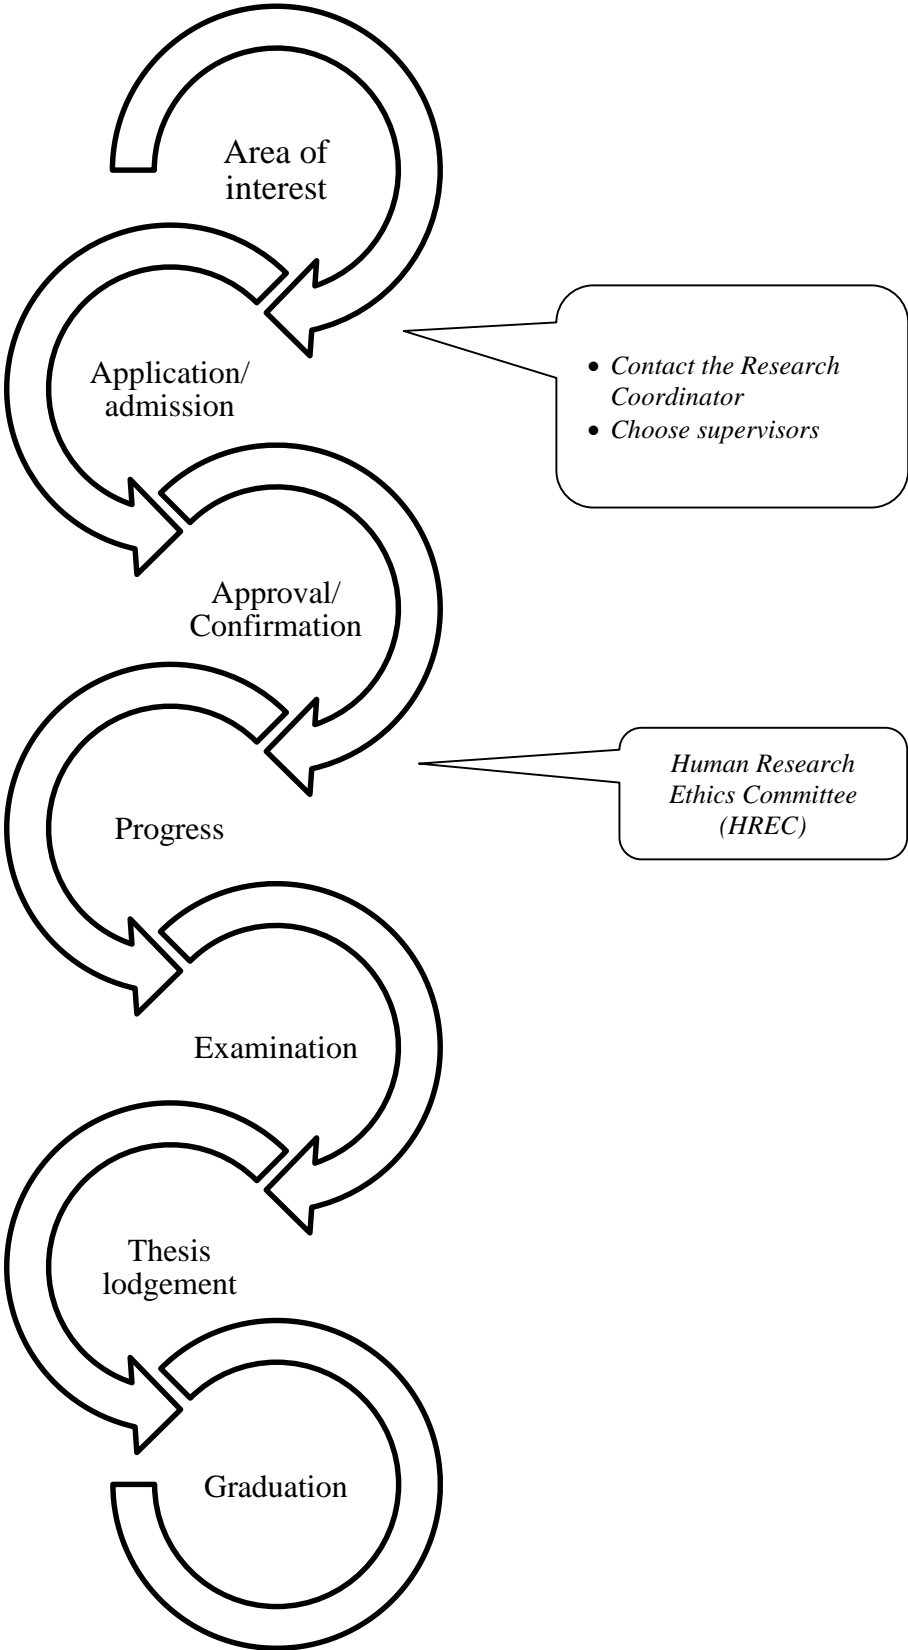 Area of
interest
Application/
admission
• Contact the Research
Coordinator
• Choose supervisors
Approval/
Confirmation
Progress
Human Research
Ethics Committee
(HREC)
Examination
Thesis
lodgement
Graduation